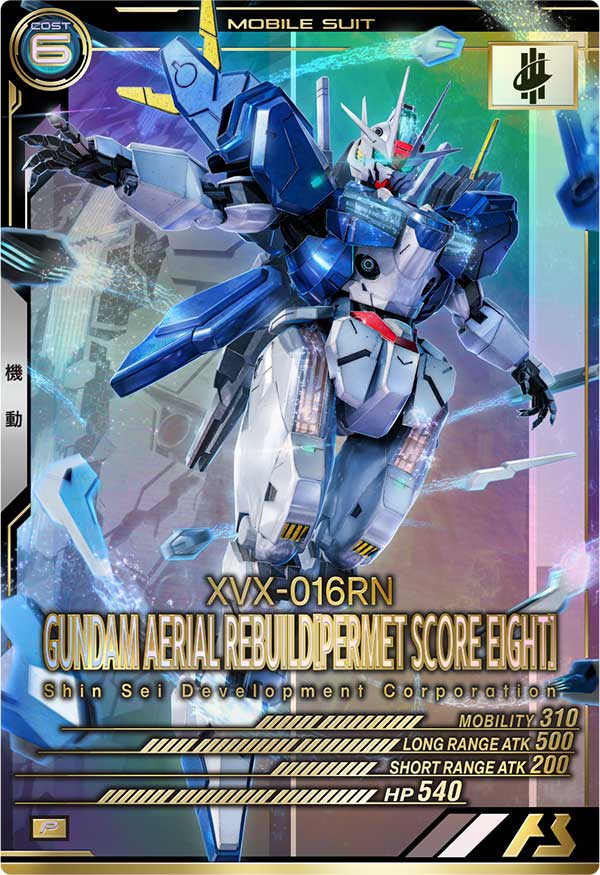 COST
6
MOBILE SUIT
機動
XVX-016RN
GUNDAM AERIAL REBUILD[PERMET SCORE EIGHT]
Shin Sei Development Corporation
MOBILITY 310
LONG RANGE ATK 500
SHORT RANGE ATK 200
HP 540
P